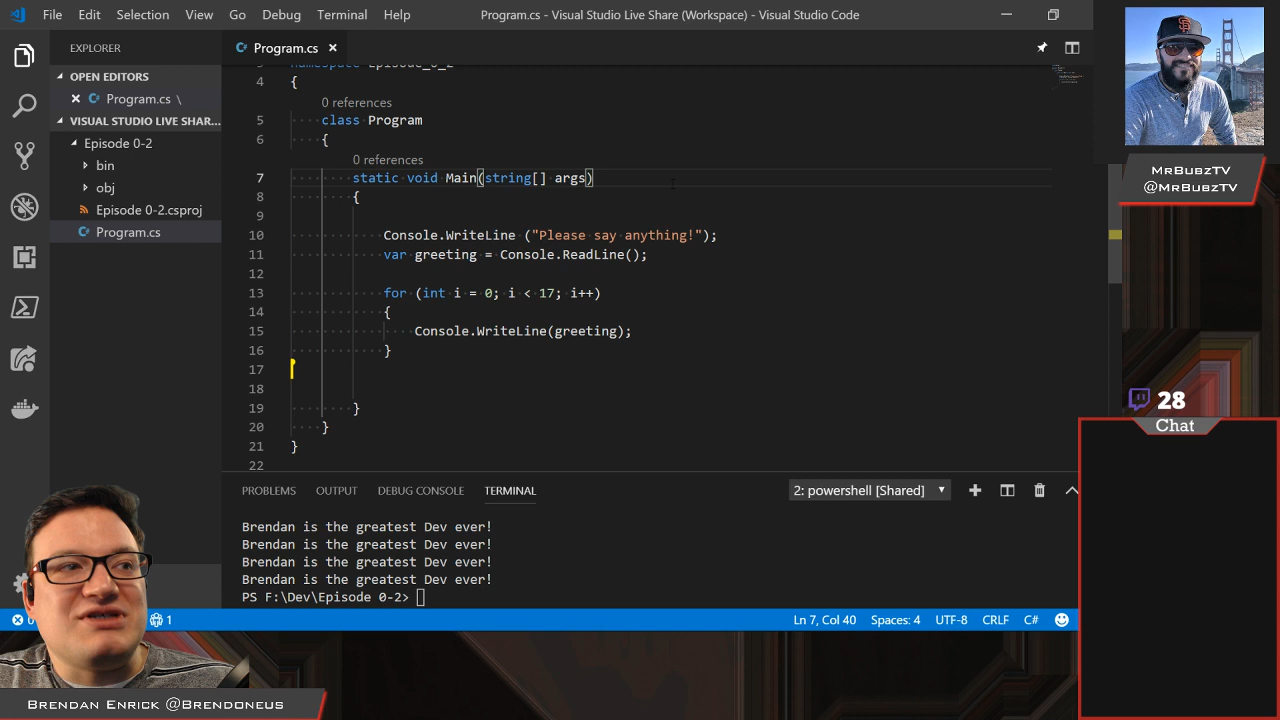 File Edit Selection View Go Debug Terminal Help
Program.cs - Visual Studio Live Share (Workspace) - Visual Studio Code
EXPLORER
OPEN EDITORS
Program.cs \
VISUAL STUDIO LIVE SHAR...
Episode 0-2
bin
obj
Episode 0-2.csproj
Program.cs
Program.cs
4 {
0 references
5 class Program
6 {
0 references
7 static void Main(string[] args)
8 {
9
10 Console.WriteLine ("Please say anything!");
11 var greeting = Console.ReadLine();
12
13 for (int i = 0; i < 17; i++)
14 {
15 Console.WriteLine(greeting);
16 }
17
18
19 }
20 }
21 }
22
PROBLEMS OUTPUT DEBUG CONSOLE TERMINAL
2: powershell [Shared]
Brendan is the greatest Dev ever!
Brendan is the greatest Dev ever!
Brendan is the greatest Dev ever!
Brendan is the greatest Dev ever!
PS F:\Dev\Episode 0-2>
1
Ln 7, Col 40 Spaces: 4 UTF-8 CRLF C#
MrBubzTV
@MrBubzTV
28
Chat
Brendan Enrick @Brendoneus